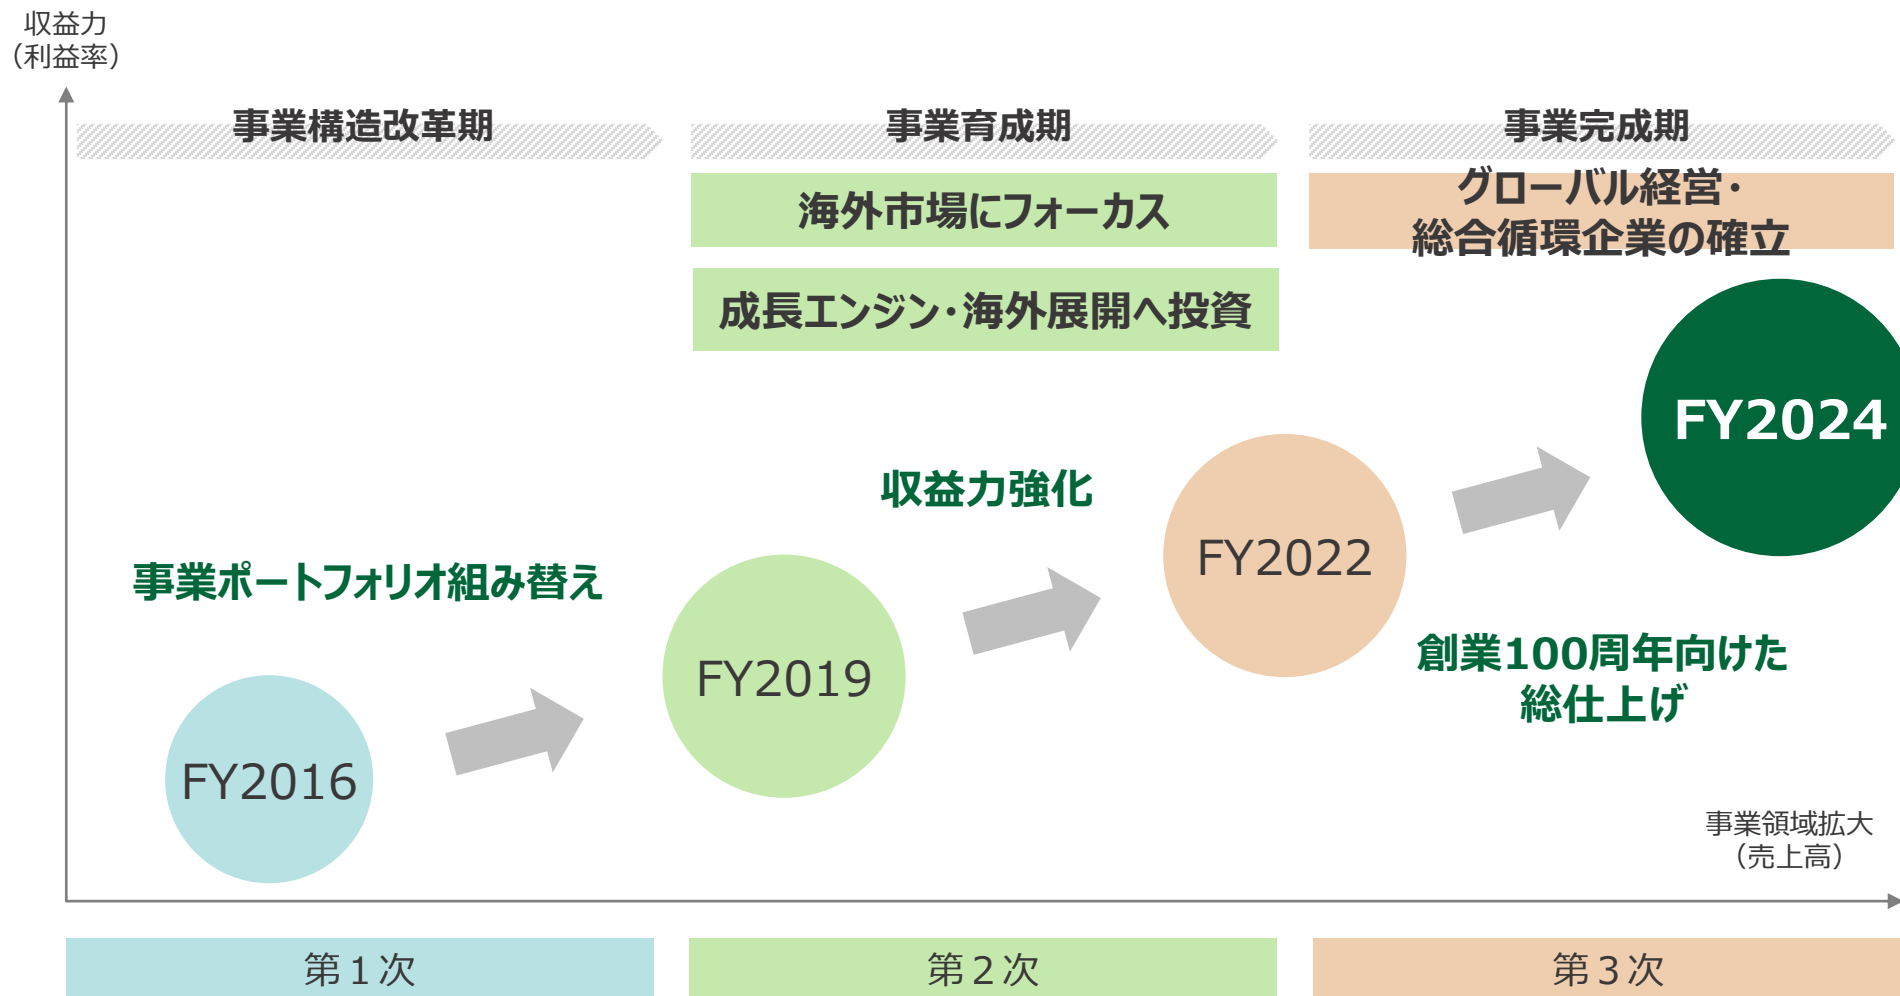 収益力
（利益率）
事業構造改革期
事業育成期
事業完成期
海外市場にフォーカス
グローバル経営・
総合循環企業の確立
成長エンジン・海外展開へ投資
FY2024
収益力強化
FY2022
事業ポートフォリオ組み替え
FY2019
創業100周年向けた
総仕上げ
FY2016
事業領域拡大
（売上高）
第１次
第２次
第３次